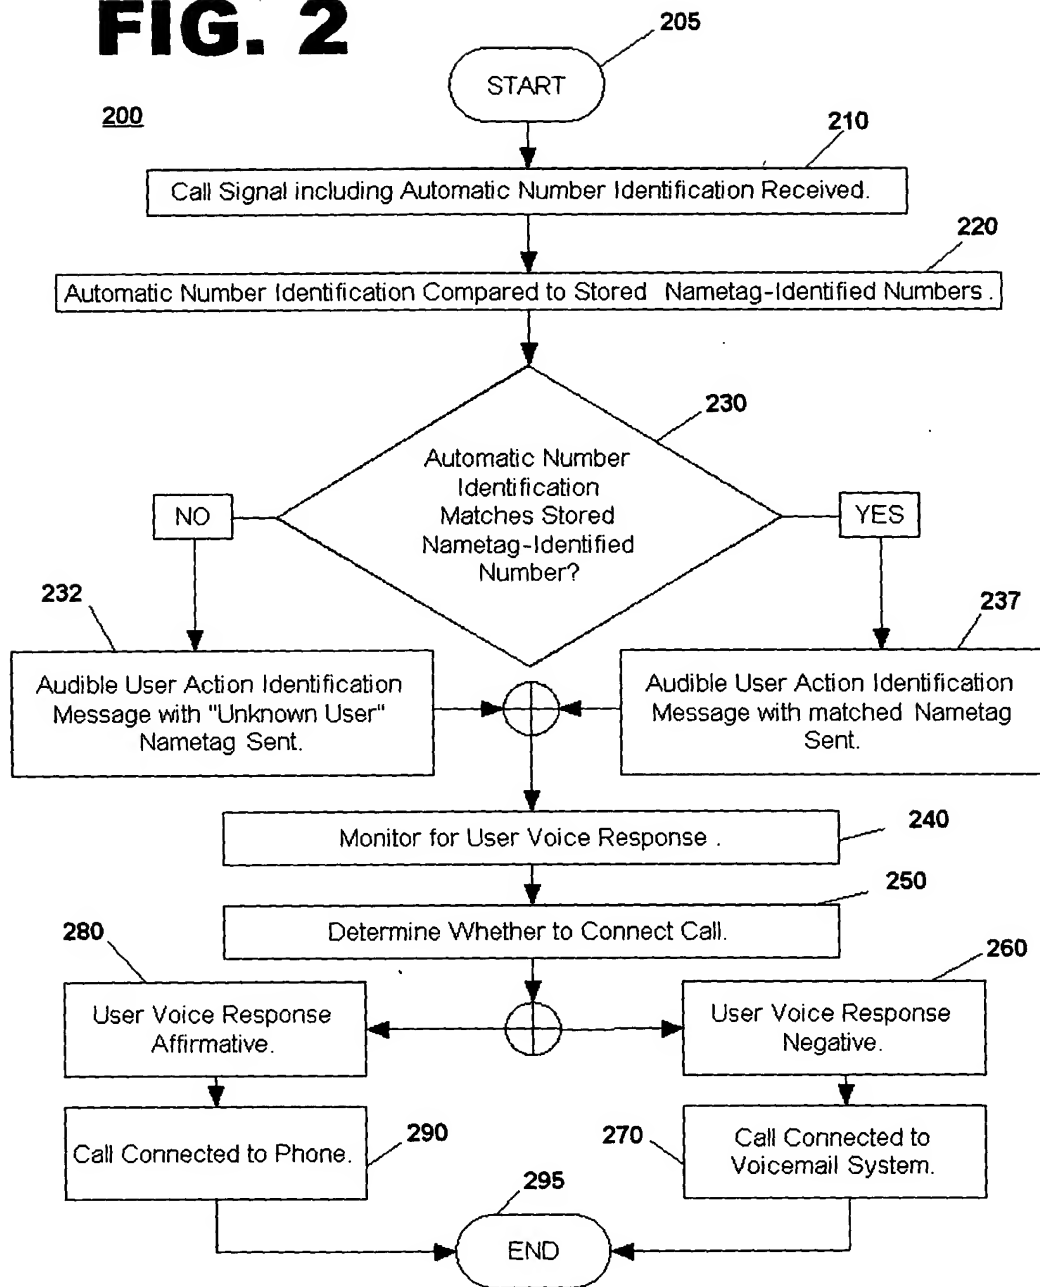 FIG. 2
205
START
200
210
Call Signal including Automatic Number Identification Received.
220
Automatic Number Identification Compared to Stored Nametag-Identified Numbers .
230
Automatic Number
Identification
Matches Stored
Nametag-Identified
Number?
NO
YES
232
237
Audible User Action Identification
Message with "Unknown User"
Nametag Sent.
Audible User Action Identification
Message with matched Nametag
Sent.
240
Monitor for User Voice Response .
250
Determine Whether to Connect Call.
280
260
User Voice Response
Affirmative.
User Voice Response
Negative.
290
270
Call Connected to Phone.
Call Connected to
Voicemail System.
295
END